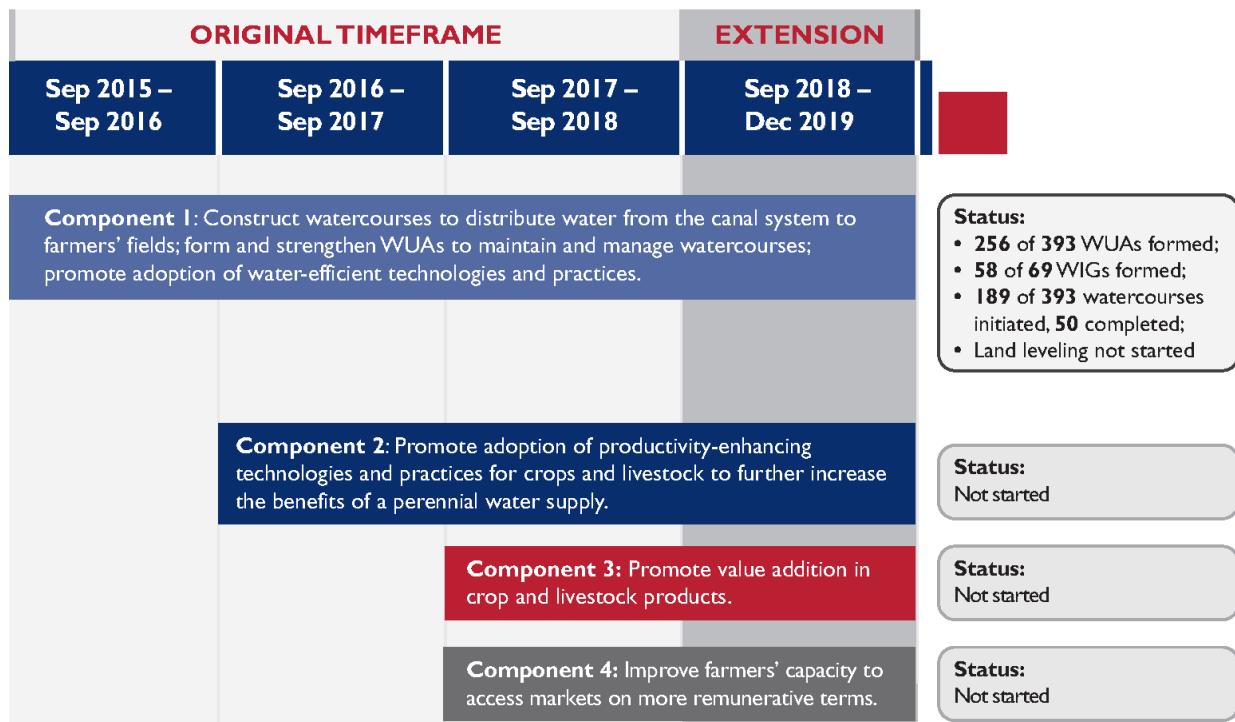 ORIGINAL TIMEFRAME
EXTENSION
Sep 2015 –
Sep 2016
Sep 2016 –
Sep 2017
Sep 2017 –
Sep 2018
Sep 2018 –
Dec 2019
Component 1: Construct watercourses to distribute water from the canal system to
farmers' fields; form and strengthen WUAs to maintain and manage watercourses;
promote adoption of water-efficient technologies and practices.
Status:
• 256 of 393 WUAs formed;
• 58 of 69 WIGs formed;
• 189 of 393 watercourses
initiated, 50 completed;
• Land leveling not started
Component 2: Promote adoption of productivity-enhancing
technologies and practices for crops and livestock to further increase
the benefits of a perennial water supply.
Status:
Not started
Component 3: Promote value addition in
crop and livestock products.
Status:
Not started
Component 4: Improve farmers' capacity to
access markets on more remunerative terms.
Status:
Not started